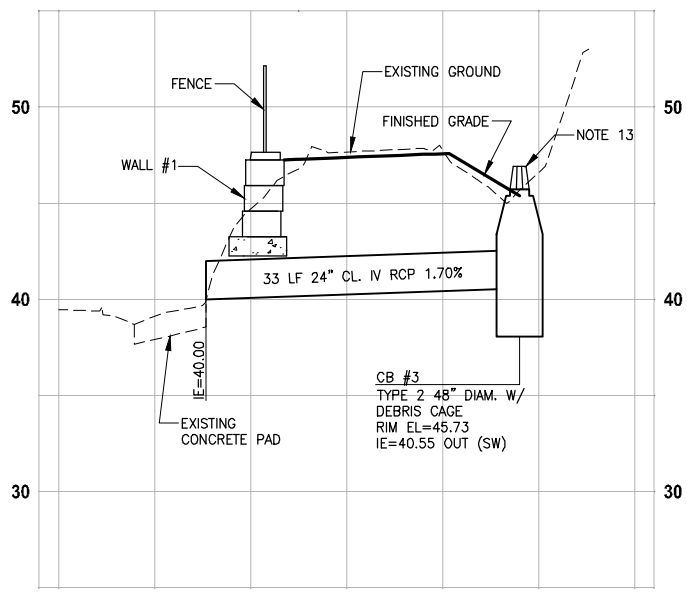 FENCE
EXISTING GROUND
50
50
FINISHED GRADE
NOTE 13
WALL #1
33 LF 24" CL. IV RCP 1.70%
40
40
IE=40.00
CB #3
TYPE 2 48" DIAM. W/
DEBRIS CAGE
RIM EL=45.73
IE=40.55 OUT (SW)
EXISTING
CONCRETE PAD
30
30